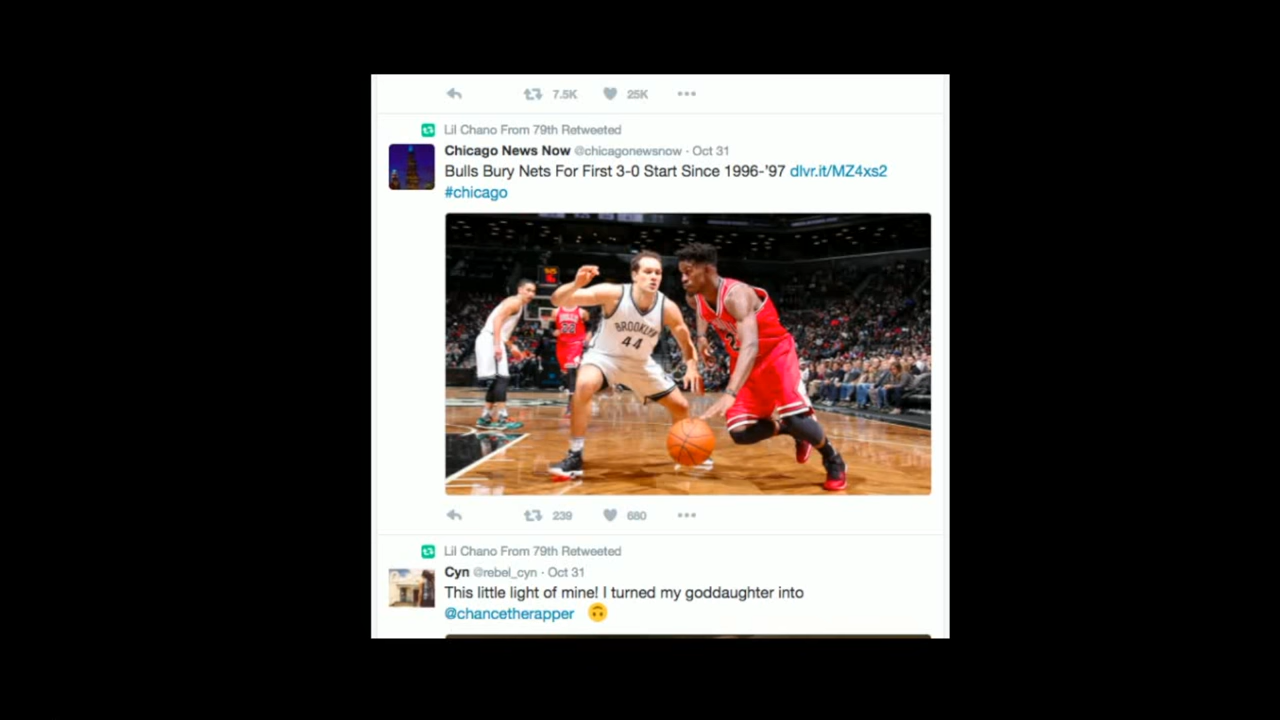 7.5K 25K
Lil Chano From 79th Retweeted
Chicago News Now @chicagonewsnow · Oct 31
Bulls Bury Nets For First 3-0 Start Since 1996-'97 dlvr.it/MZ4xs2
#chicago
BROOKLYN
44
239 680
Lil Chano From 79th Retweeted
Cyn @rebel_cyn · Oct 31
This little light of mine! I turned my goddaughter into
@chancetherapper